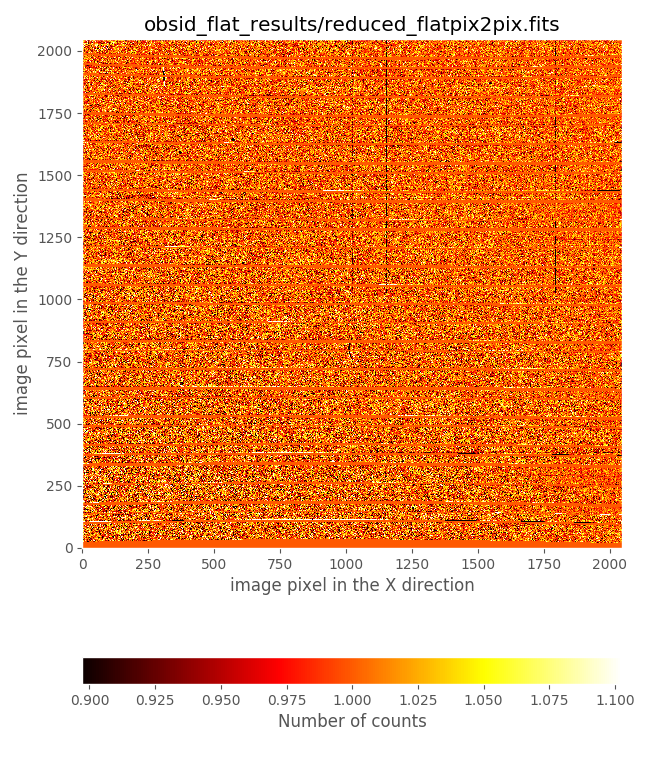 obsid_flat_results/reduced_flatpix2pix.fits
image pixel in the Y direction
2000
1750
1500
1250
1000
750
500
250
0
0 250 500 750 1000 1250 1500 1750 2000
image pixel in the X direction
0.900 0.925 0.950 0.975 1.000 1.025 1.050 1.075 1.100
Number of counts